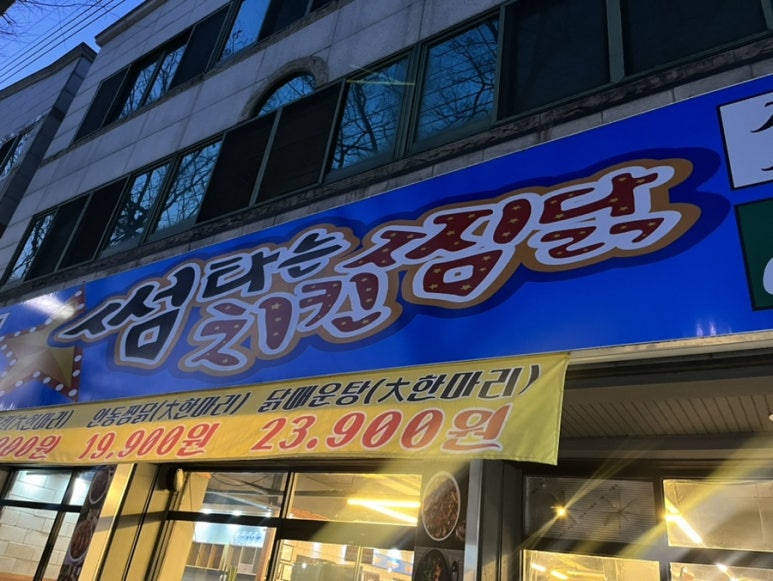 썸타는
치킨찜닭
안동찜닭(大한마리) 닭매운탕(大한마리)
19,900원 23,900원